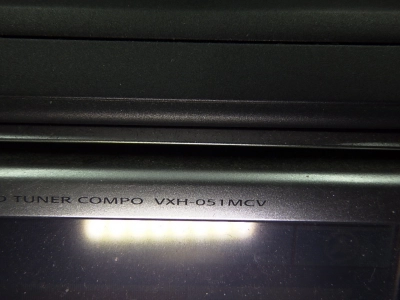 TUNER COMPO VXH-051MCV